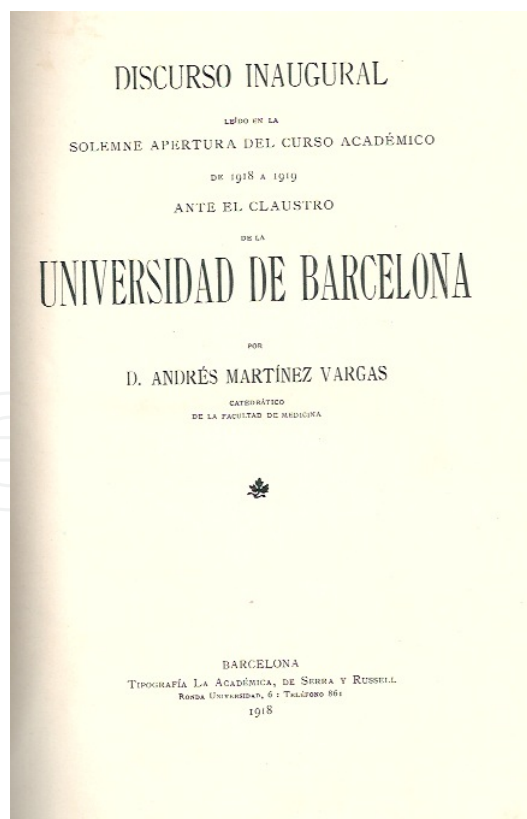 DISCURSO INAUGURAL
LEÍDO EN LA
SOLEMNE APERTURA DEL CURSO ACADÉMICO
DE 1918 A 1919
ANTE EL CLAUSTRO
DE LA
UNIVERSIDAD DE BARCELONA
POR
D. ANDRÉS MARTÍNEZ VARGAS
CATEDRÁTICO
DE LA FACULTAD DE MEDICINA
BARCELONA
TIPOGRAFÍA LA ACADÉMICA, DE SERRA Y RUSSELL
RONDA UNIVERSIDAD, 6 : TELÉFONO 861
1918